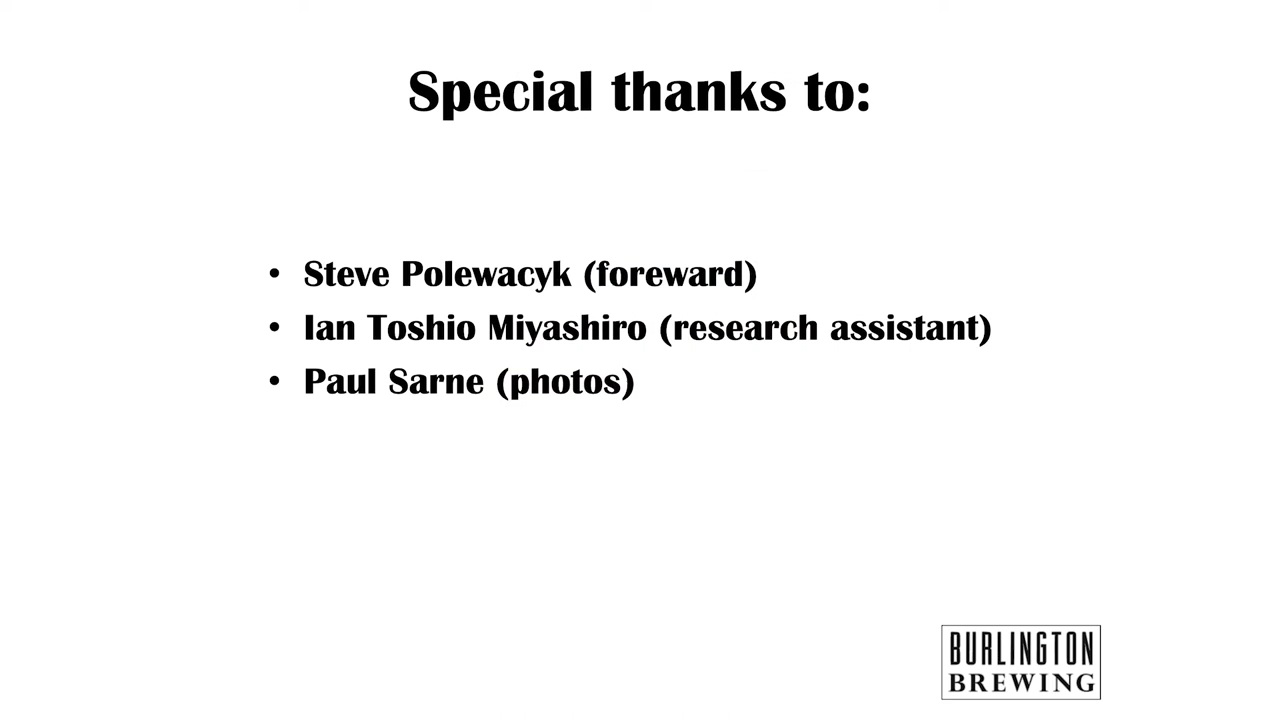 Special thanks to:
• Steve Polewacyk (foreward)
• Ian Toshio Miyashiro (research assistant)
• Paul Sarne (photos)
BURLINGTON
BREWING